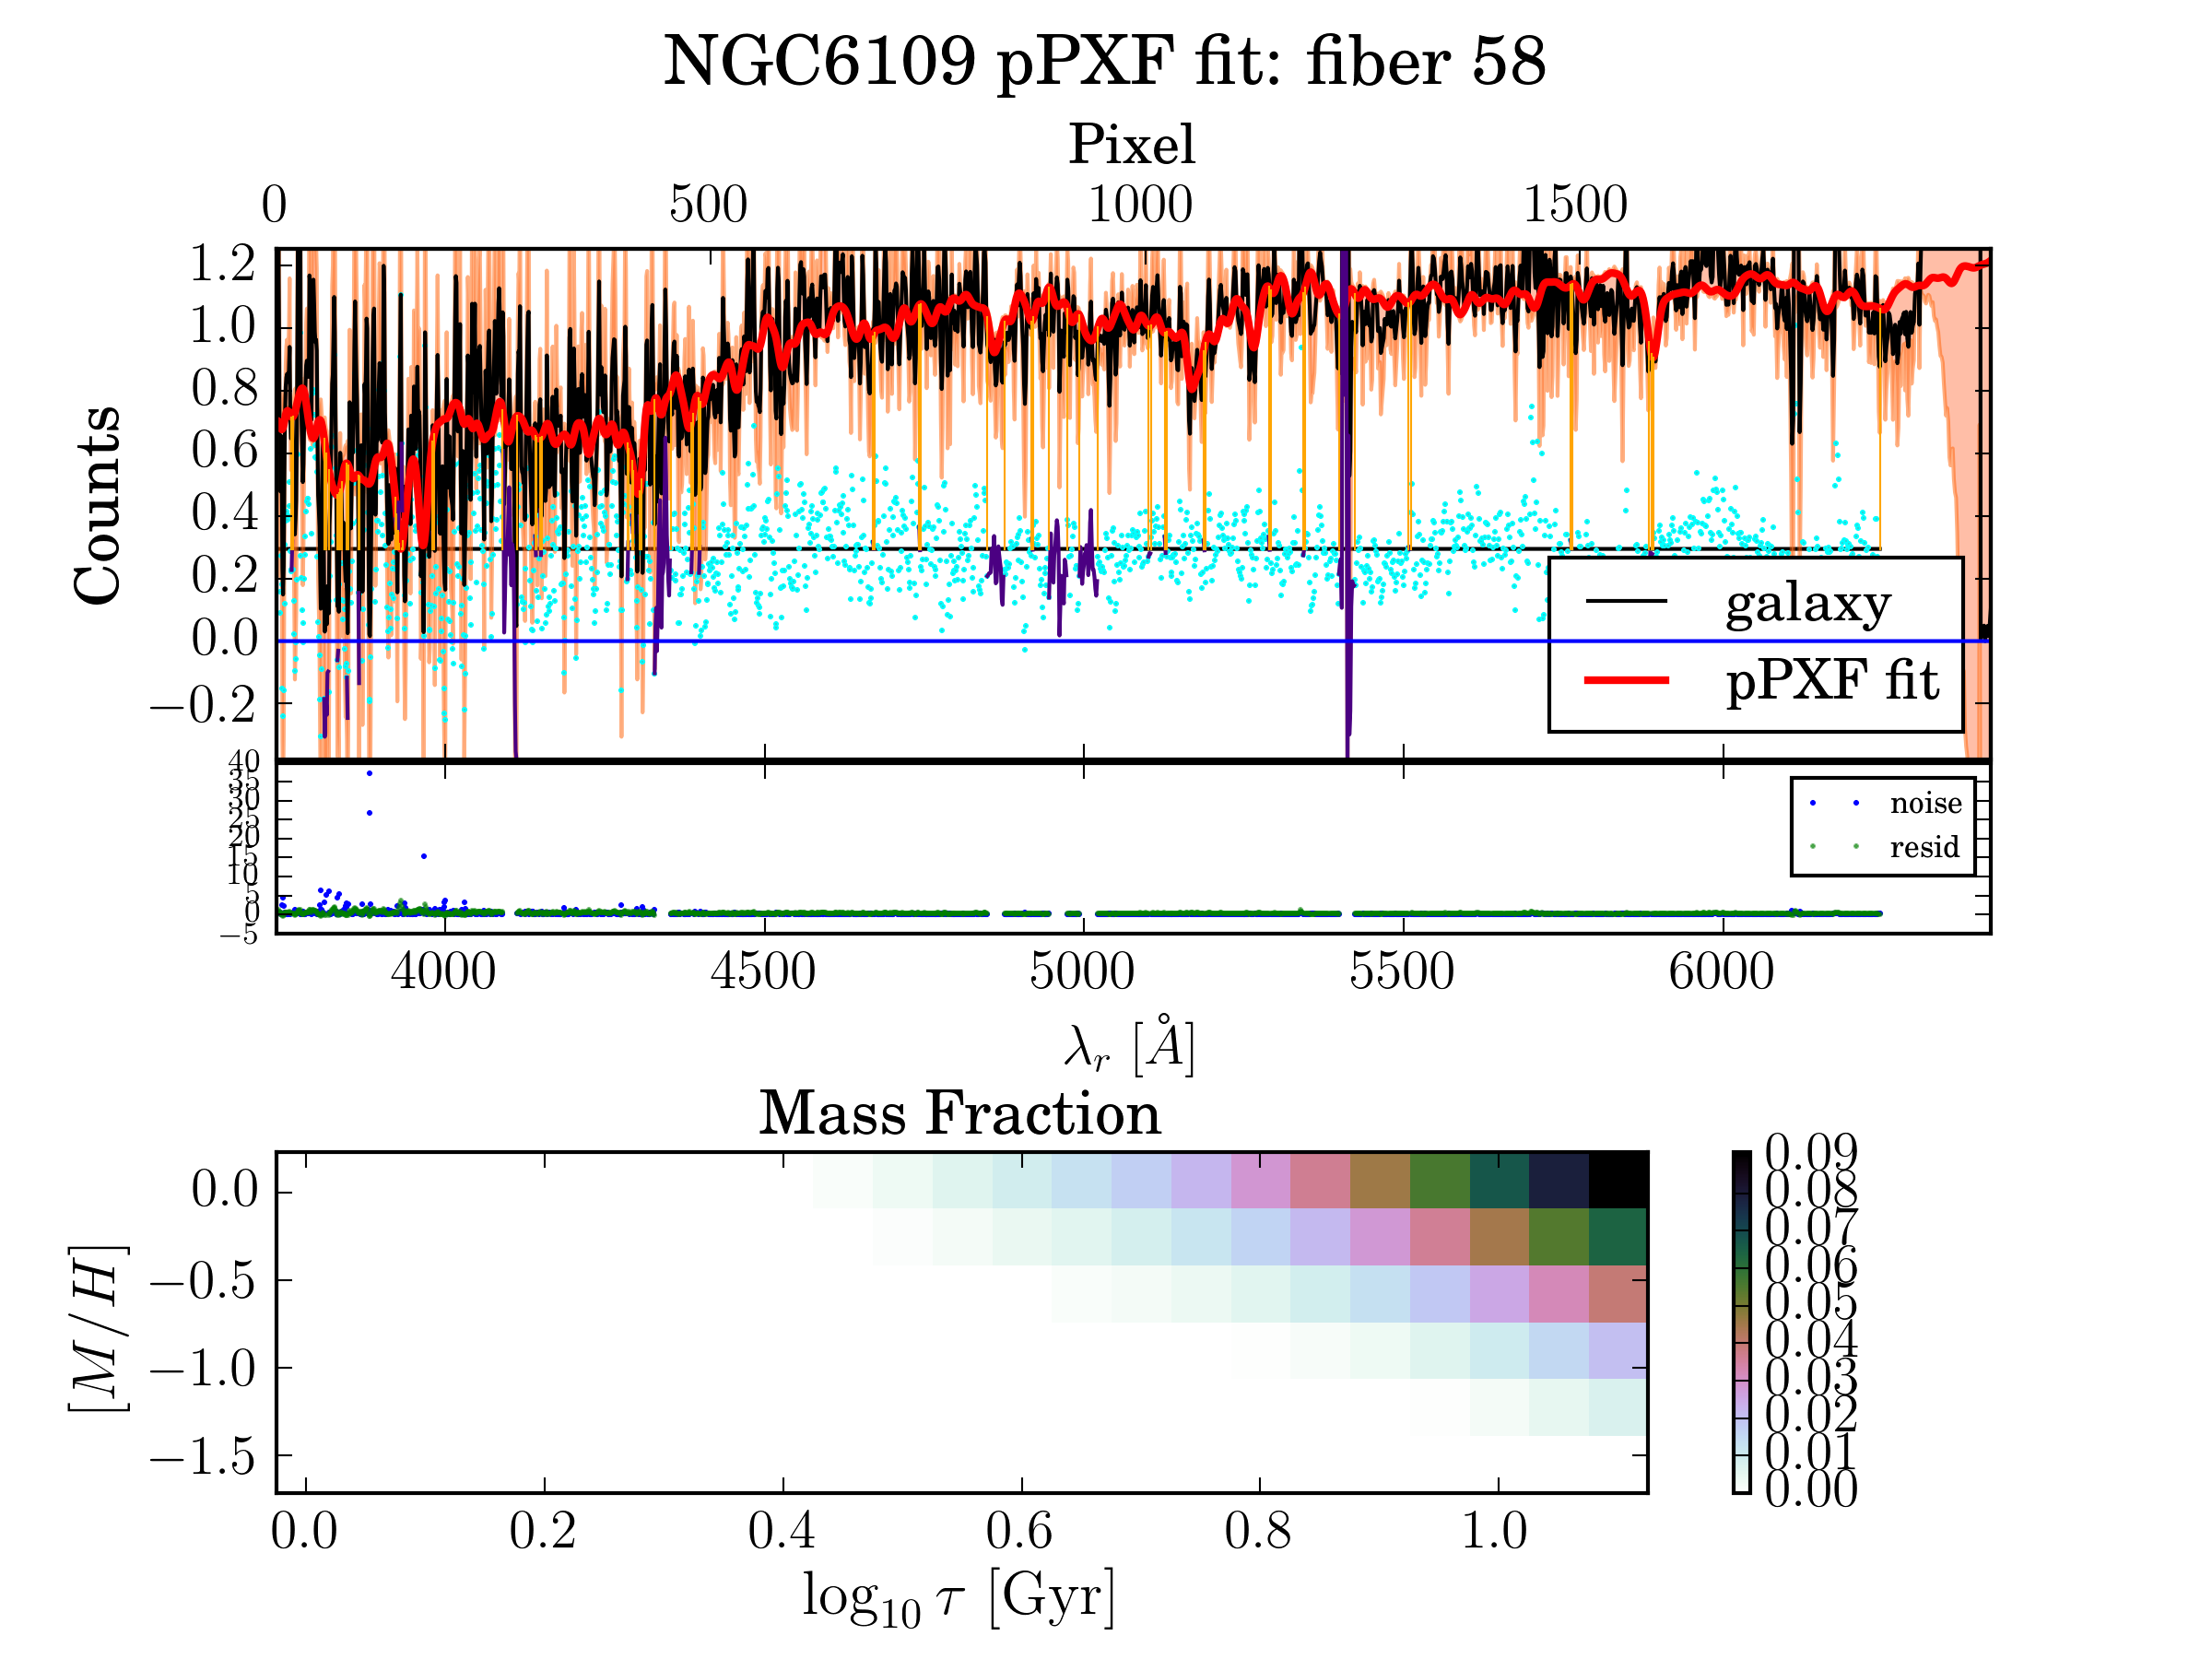 NGC6109 pPXF fit: fiber 58
Pixel
0 500 1000 1500
Counts
1.2
1.0
0.8
0.6
0.4
0.2
0.0
−0.2
galaxy
pPXF fit
40
35
30
25
20
15
10
5
0
−5
noise
resid
4000 4500 5000 5500 6000
λr [Å]
Mass Fraction
[M/H]
0.0
−0.5
−1.0
−1.5
0.0 0.2 0.4 0.6 0.8 1.0
log10 τ [Gyr]
0.09
0.08
0.07
0.06
0.05
0.04
0.03
0.02
0.01
0.00